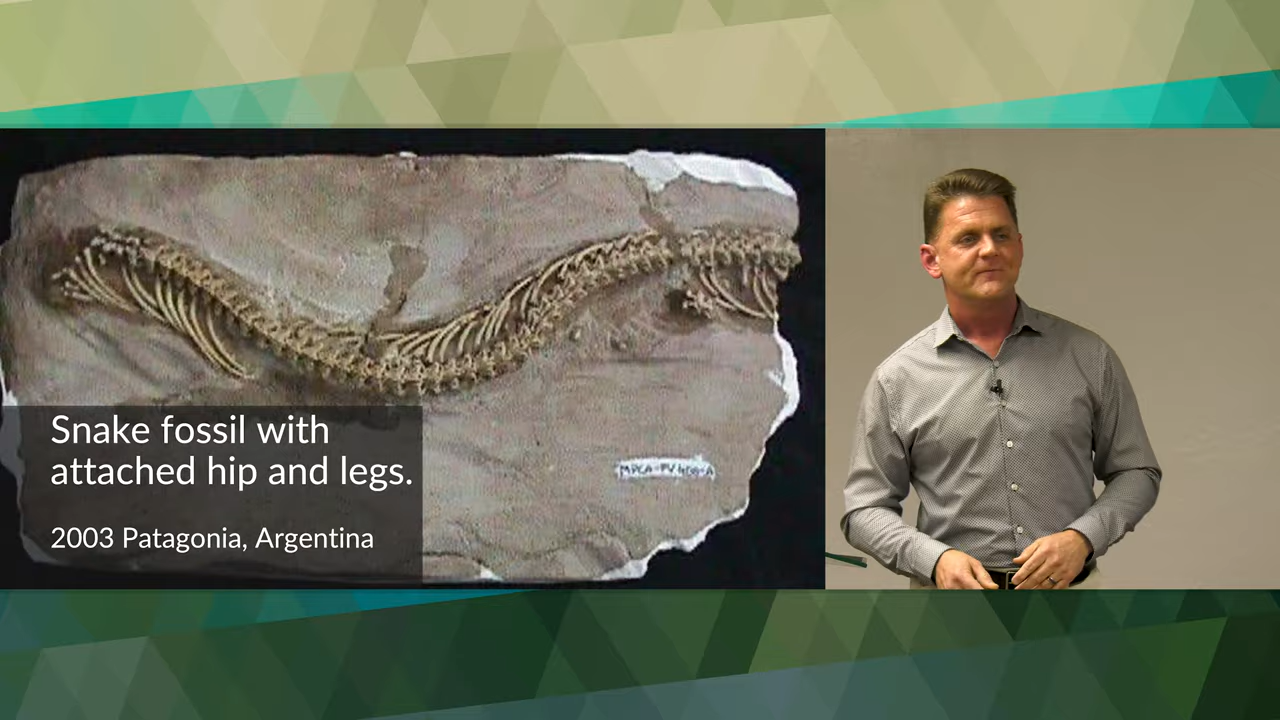 Snake fossil with
attached hip and legs.
2003 Patagonia, Argentina